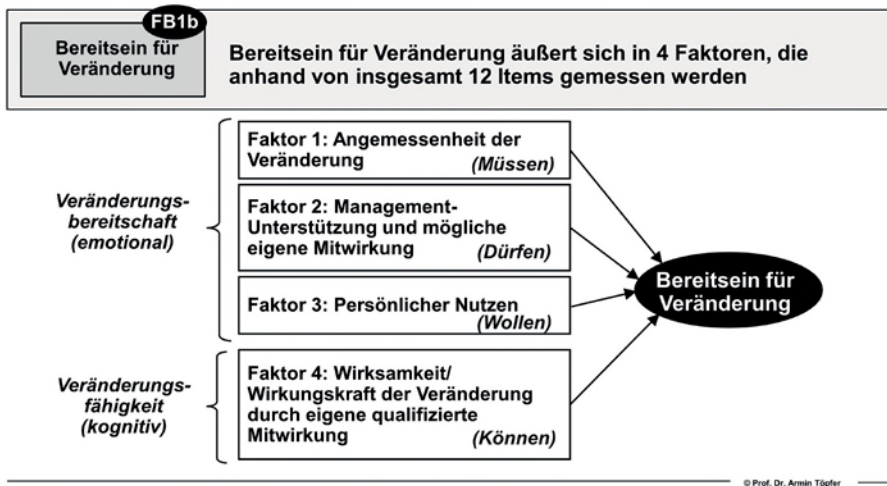 FB1b
Bereitsein für
Veränderung
Bereitsein für Veränderung äußert sich in 4 Faktoren, die
anhand von insgesamt 12 Items gemessen werden
Veränderungs-
bereitschaft
(emotional)
Faktor 1: Angemessenheit der
Veränderung
(Müssen)
Faktor 2: Management-
Unterstützung und mögliche
eigene Mitwirkung
(Dürfen)
Faktor 3: Persönlicher Nutzen
(Wollen)
Veränderungs-
fähigkeit
(kognitiv)
Faktor 4: Wirksamkeit/
Wirkungskraft der Veränderung
durch eigene qualifizierte
Mitwirkung
(Können)
Bereitsein für
Veränderung
© Prof. Dr. Armin Töpfer